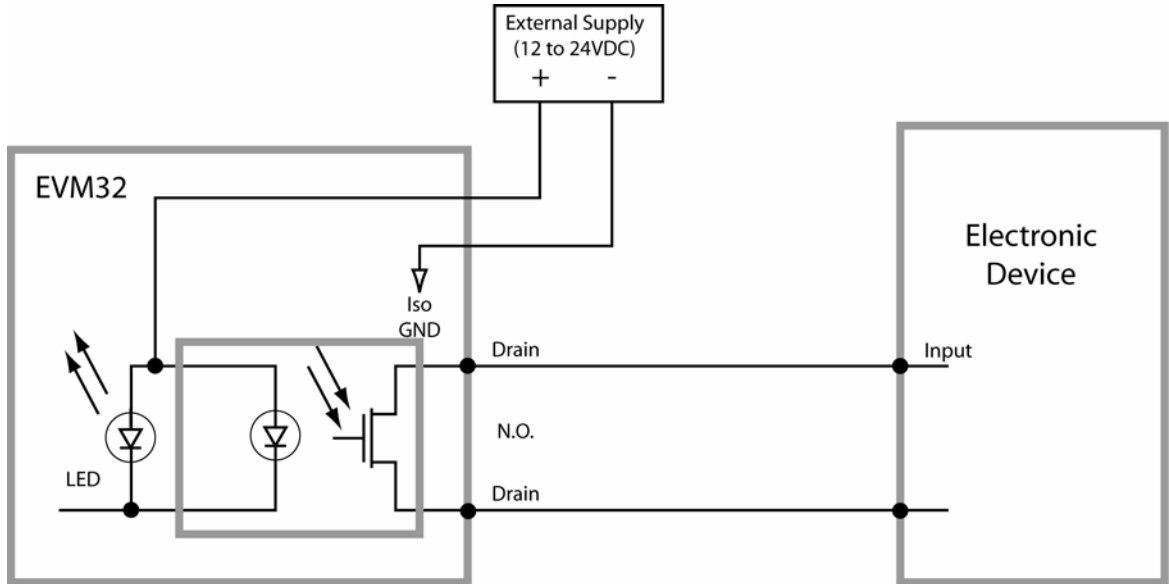 External Supply
(12 to 24VDC)
+ -
EVM32
Electronic
Device
Iso
GND
Drain
Input
N.O.
LED
Drain